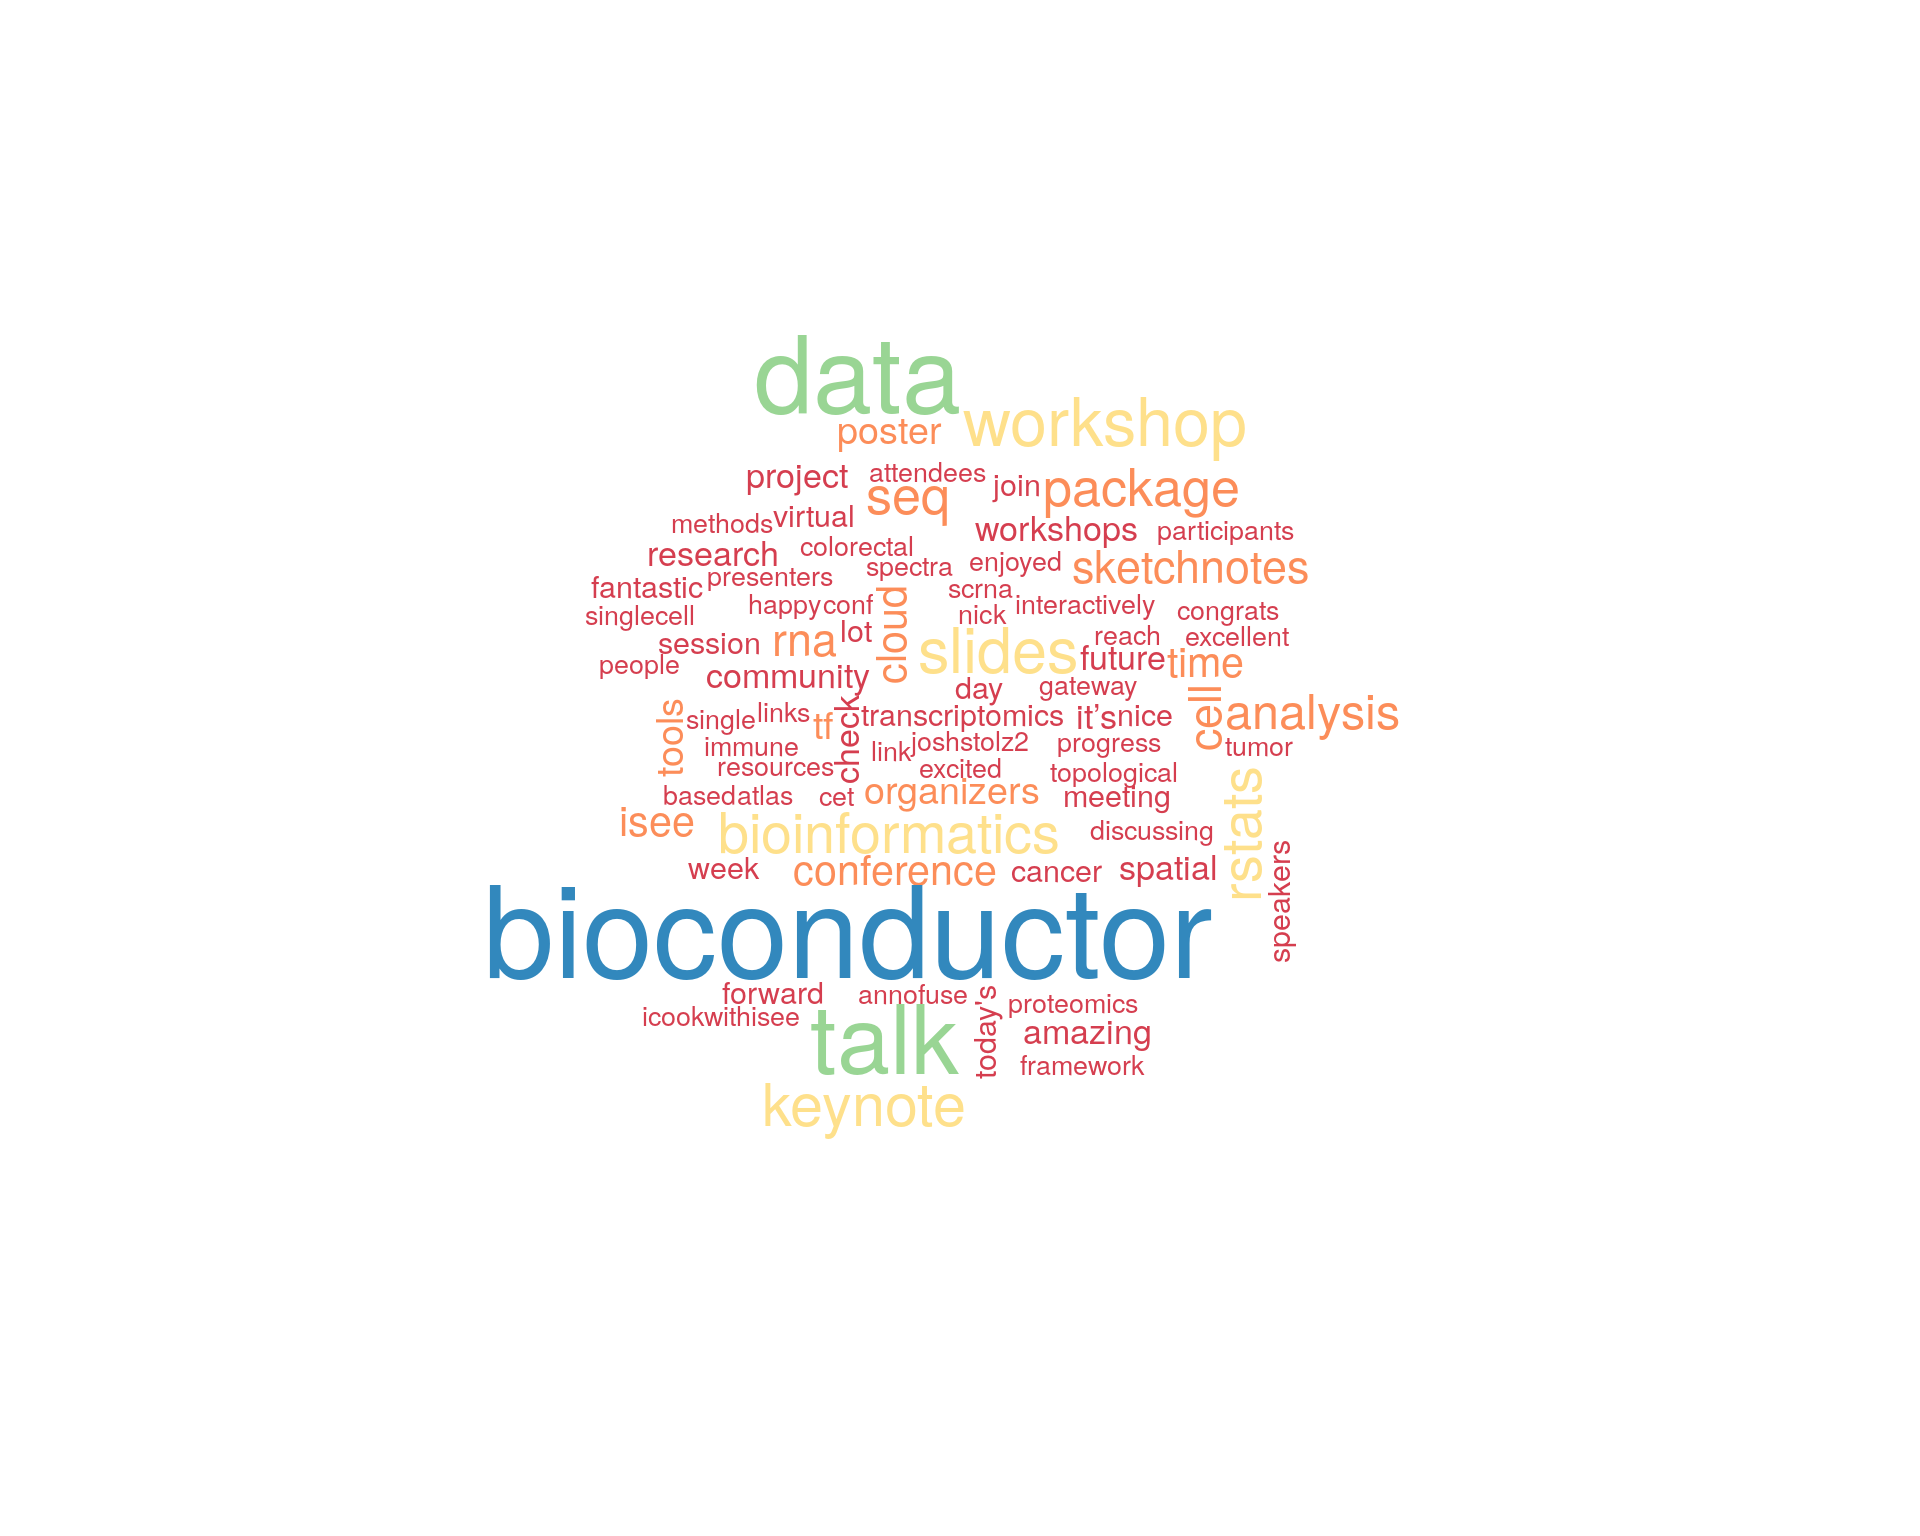 data
workshop
poster
project
attendees
seq
join
package
methods
virtual
workshops
participants
research
colorectal
spectra
enjoyed
sketchnotes
fantastic
presenters
cloud
scrna
singlecell
happy
conf
nick
interactively
congrats
session
rna
lot
slides
reach
excellent
people
community
future
time
day
gateway
cell
tools
single
links
tf
check
transcriptomics
it’s
nice
analysis
immune
link
joshstolz2
progress
tumor
resources
excited
topological
based
atlas
cet
organizers
meeting
rstats
isee
bioinformatics
discussing
week
conference
cancer
spatial
speakers
bioconductor
forward
annofuse
today's
proteomics
icookwithisee
talk
amazing
framework
keynote